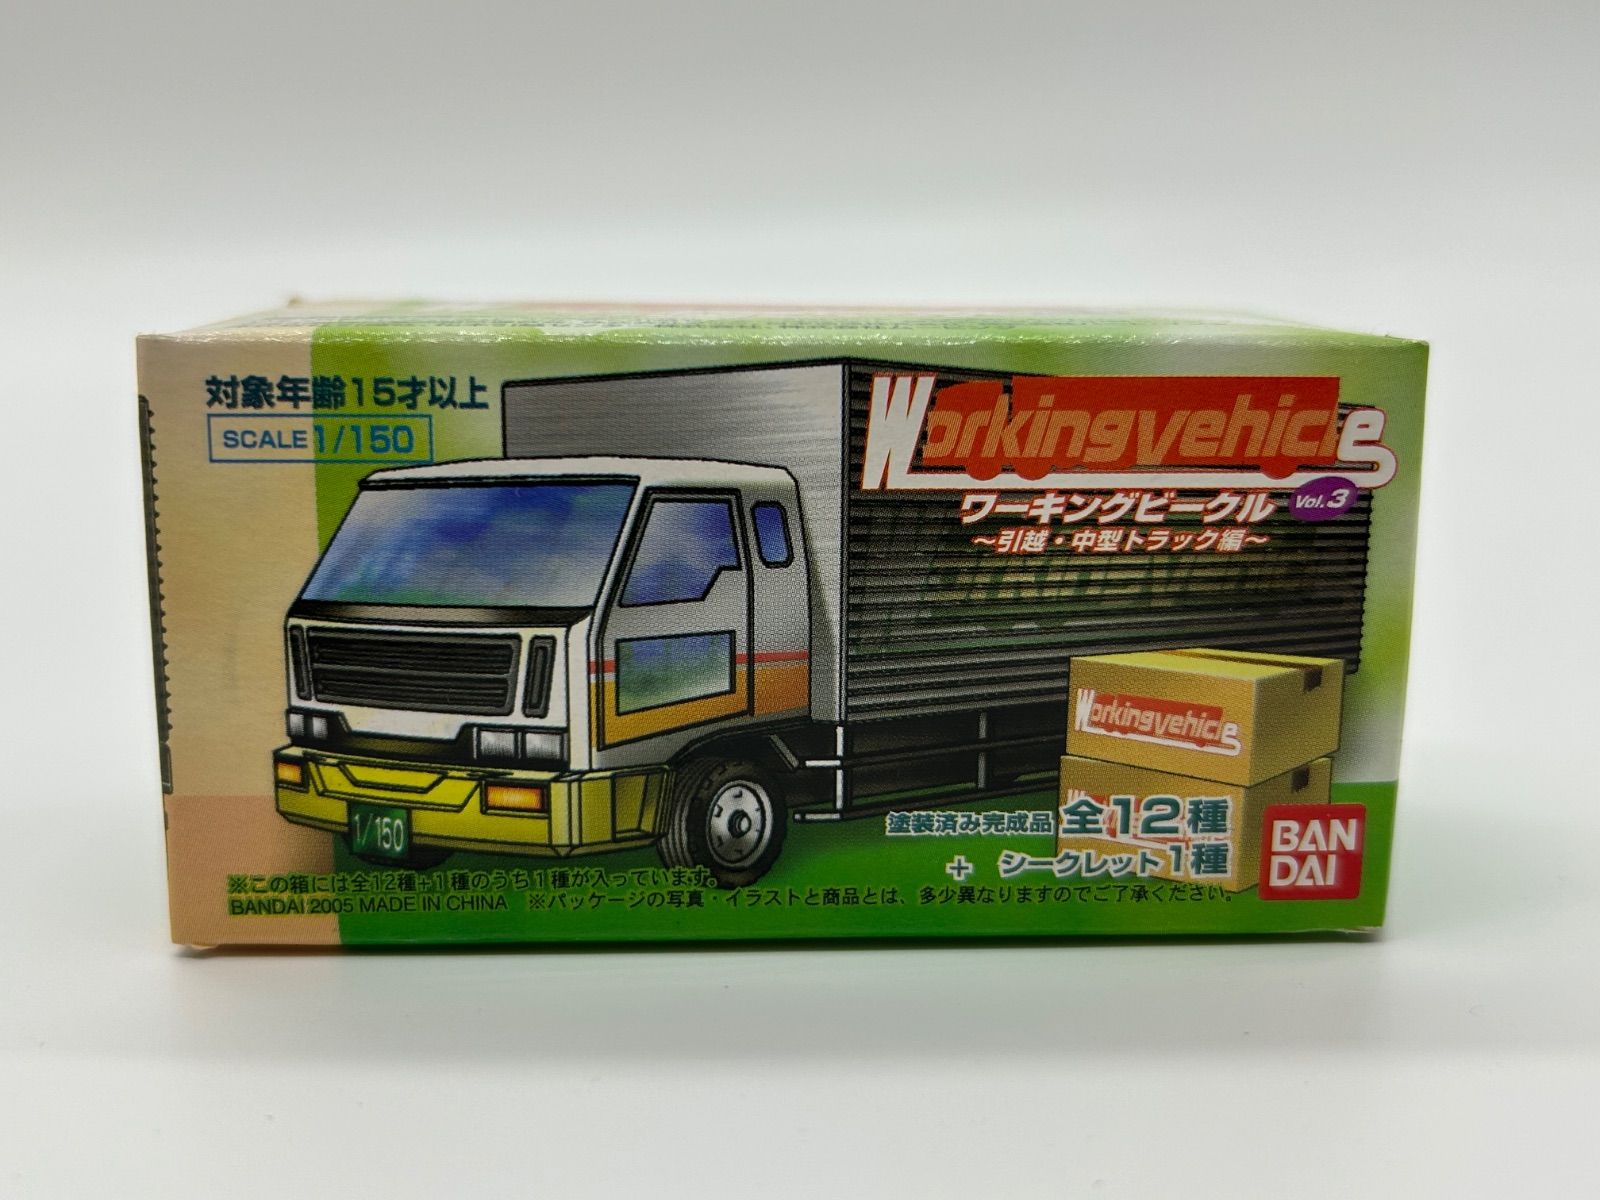 対象年齢15才以上
SCALE 1/150
Workingvehicles
ワーキングビークル Vol.3
～引越・中型トラック編～
Workingvehicles
1/150
塗装済み完成品 全12種
+ シークレット1種
BAN
DAI
※この箱には全12種+1種のうち1種が入っています。
BANDAI 2005 MADE IN CHINA ※パッケージの写真・イラストと商品とは、多少異なりますのでご了承ください。